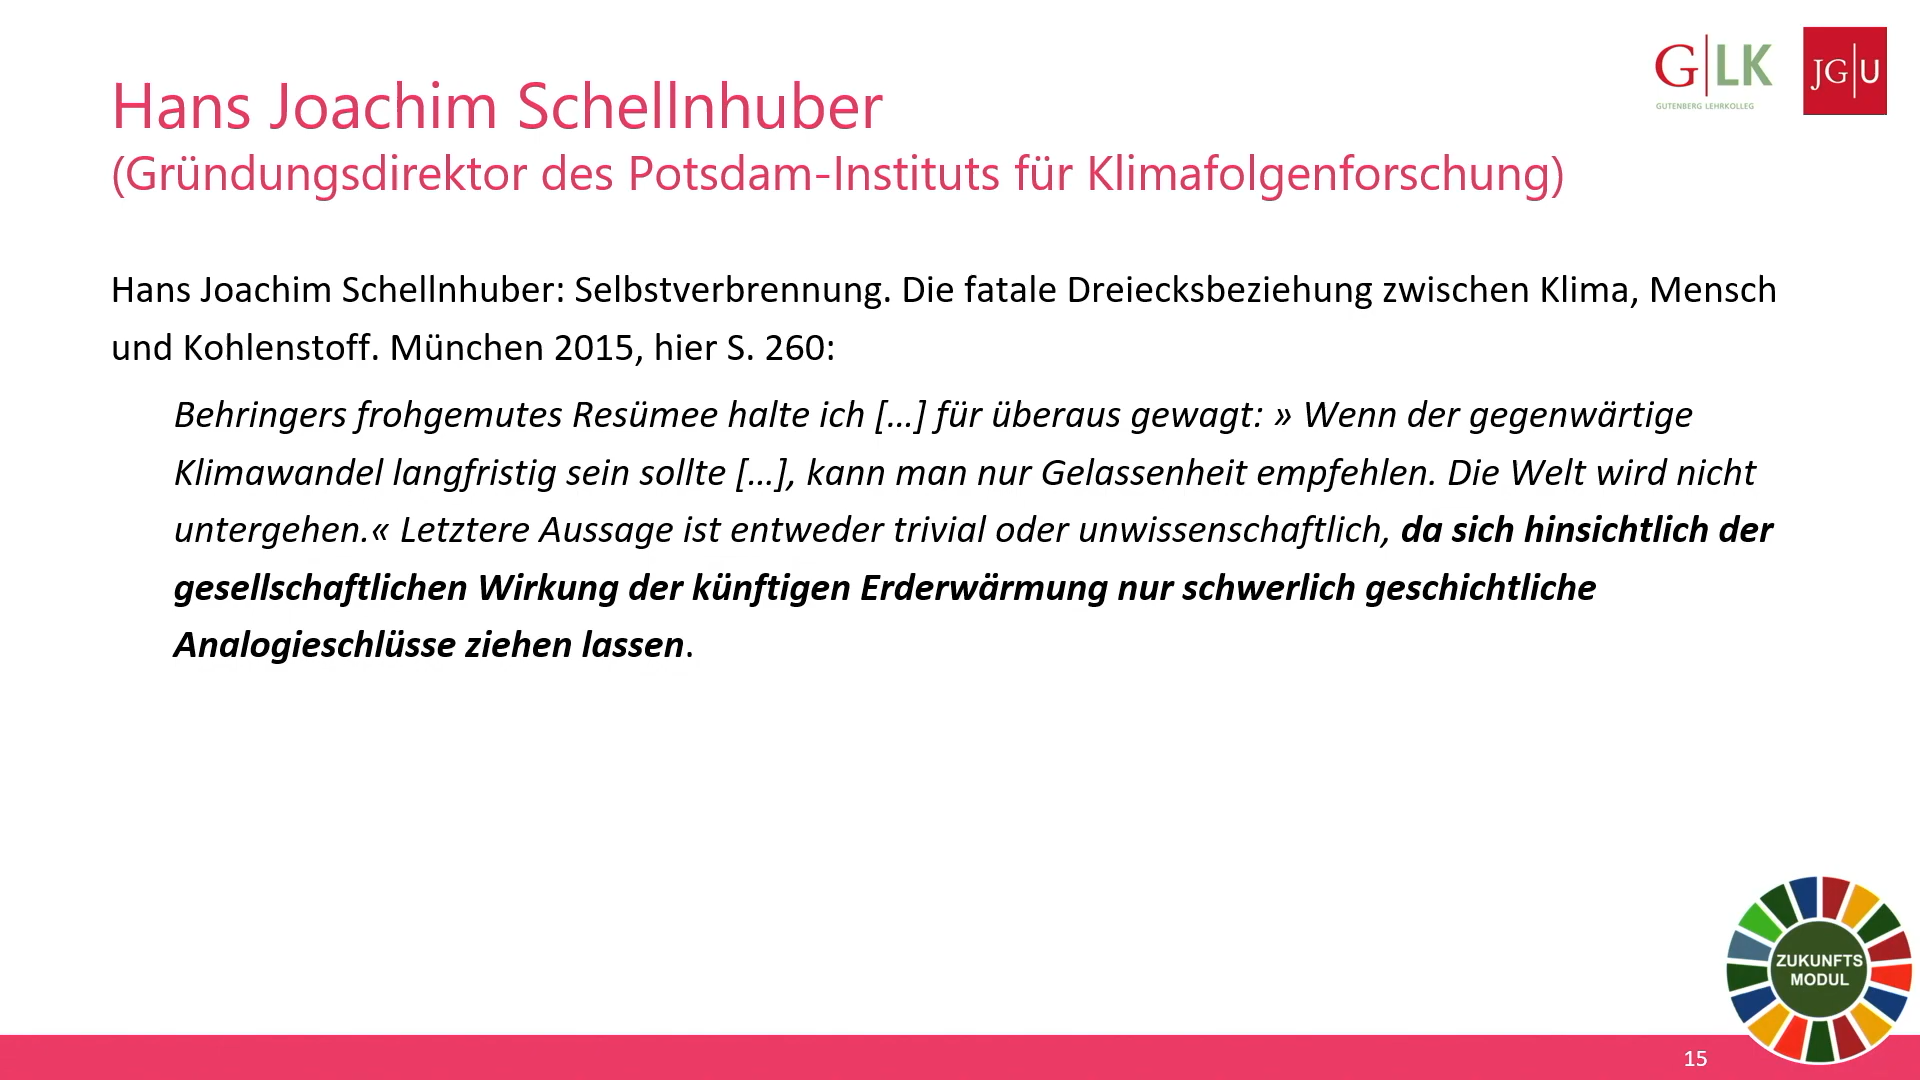 G|LK
GUTENBERG LEHRKOLLEG
JG|U
Hans Joachim Schellnhuber
(Gründungsdirektor des Potsdam-Instituts für Klimafolgenforschung)
Hans Joachim Schellnhuber: Selbstverbrennung. Die fatale Dreiecksbeziehung zwischen Klima, Mensch
und Kohlenstoff. München 2015, hier S. 260:
Behringers frohgemutes Resümee halte ich [...] für überaus gewagt: » Wenn der gegenwärtige
Klimawandel langfristig sein sollte [...], kann man nur Gelassenheit empfehlen. Die Welt wird nicht
untergehen.« Letztere Aussage ist entweder trivial oder unwissenschaftlich, da sich hinsichtlich der
gesellschaftlichen Wirkung der künftigen Erderwärmung nur schwerlich geschichtliche
Analogieschlüsse ziehen lassen.
ZUKUNFTS
MODUL
15